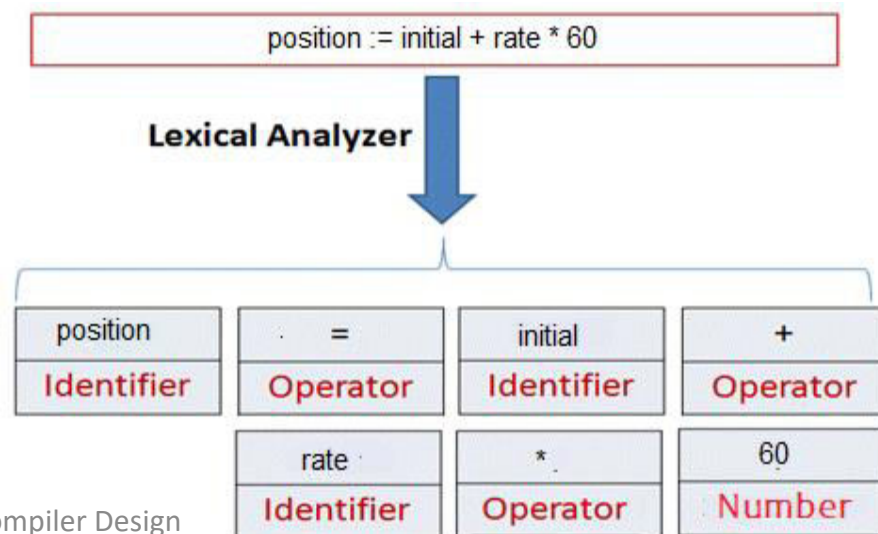 position := initial + rate * 60
Lexical Analyzer
position = initial +
Identifier Operator Identifier Operator
rate * 60
Identifier Operator Number
ompiler Design